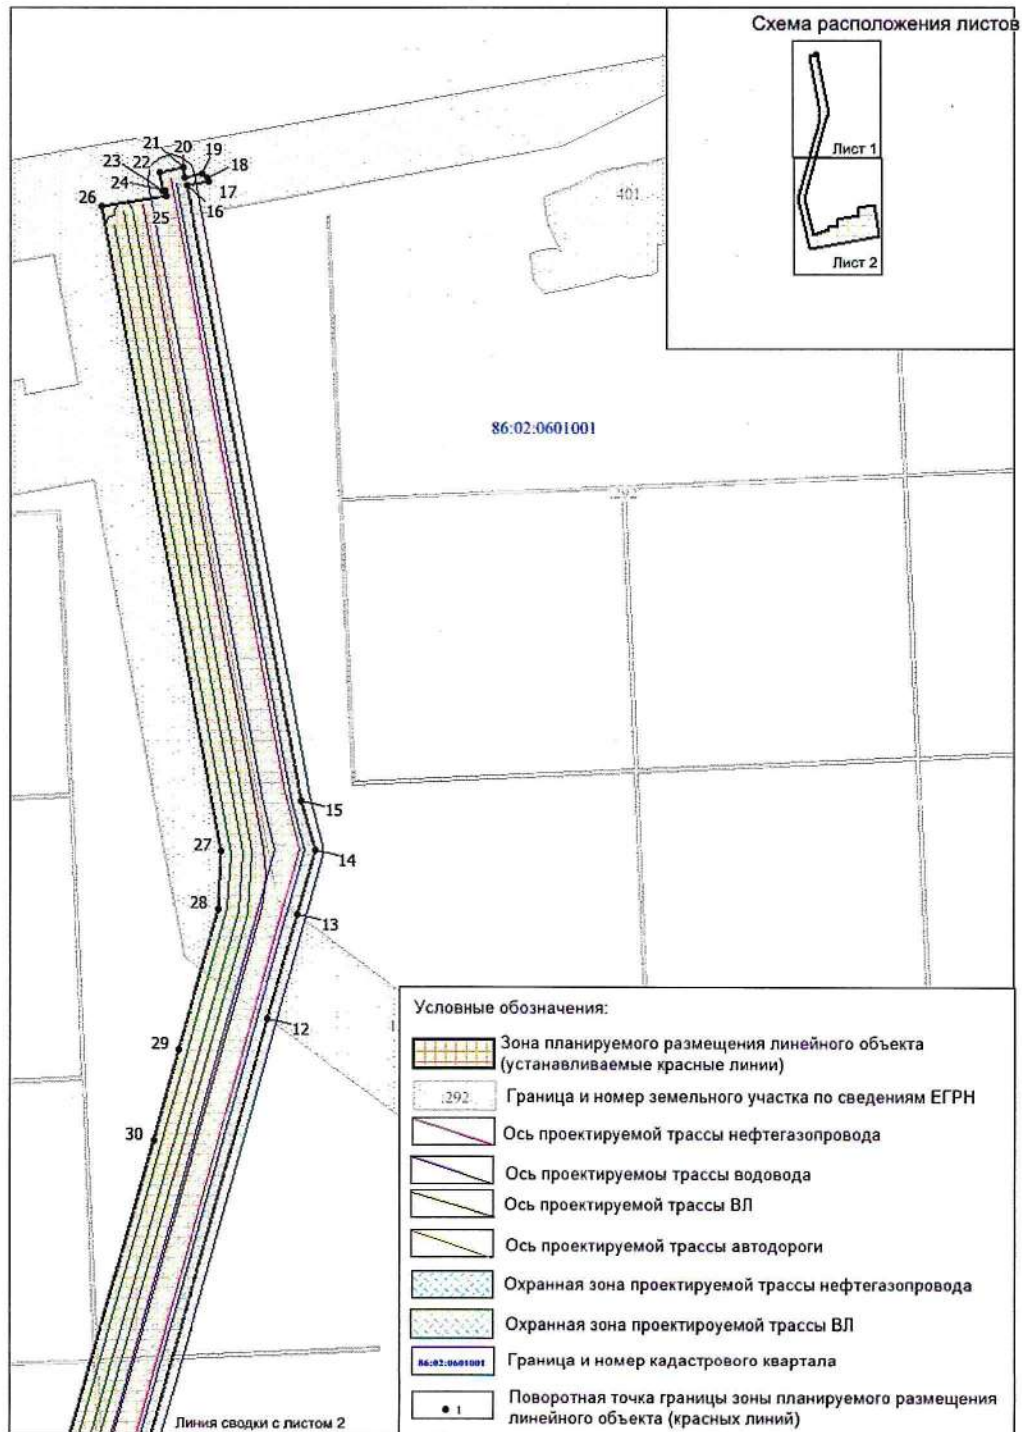 Схема расположения листов
Лист 1
Лист 2
21
20
19
22
18
23
24
17
26
25
16
401
86:02:0601001
:292
15
27
14
28
13
12
29
30
Условные обозначения:
Зона планируемого размещения линейного объекта
(устанавливаемые красные линии)
:292 Граница и номер земельного участка по сведениям ЕГРН
Ось проектируемой трассы нефтегазопровода
Ось проектируемоы трассы водовода
Ось проектируемой трассы ВЛ
Ось проектируемой трассы автодороги
Охранная зона проектируемой трассы нефтегазопровода
Охранная зона проектироуемой трассы ВЛ
86:02:0601001 Граница и номер кадастрового квартала
1 Поворотная точка границы зоны планируемого размещения
линейного объекта (красных линий)
Линия сводки с листом 2